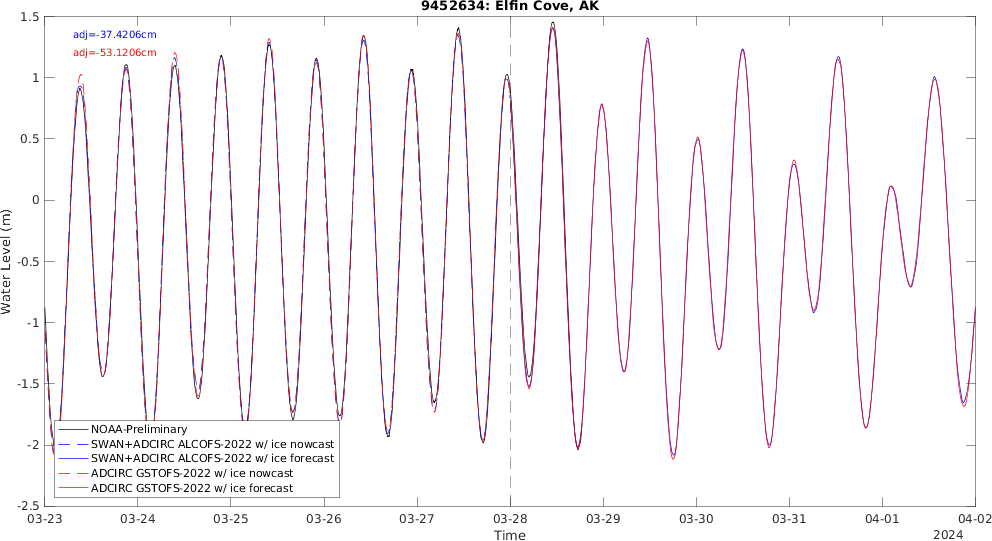 9452634: Elfin Cove, AK
adj=-37.4206cm
adj=-53.1206cm
1.5
1
0.5
0
-0.5
-1
-1.5
-2
-2.5
Water Level (m)
NOAA-Preliminary
SWAN+ADCIRC ALCOFS-2022 w/ ice nowcast
SWAN+ADCIRC ALCOFS-2022 w/ ice forecast
ADCIRC GSTOFS-2022 w/ ice nowcast
ADCIRC GSTOFS-2022 w/ ice forecast
03-23 03-24 03-25 03-26 03-27 03-28 03-29 03-30 03-31 04-01 04-02
Time
2024